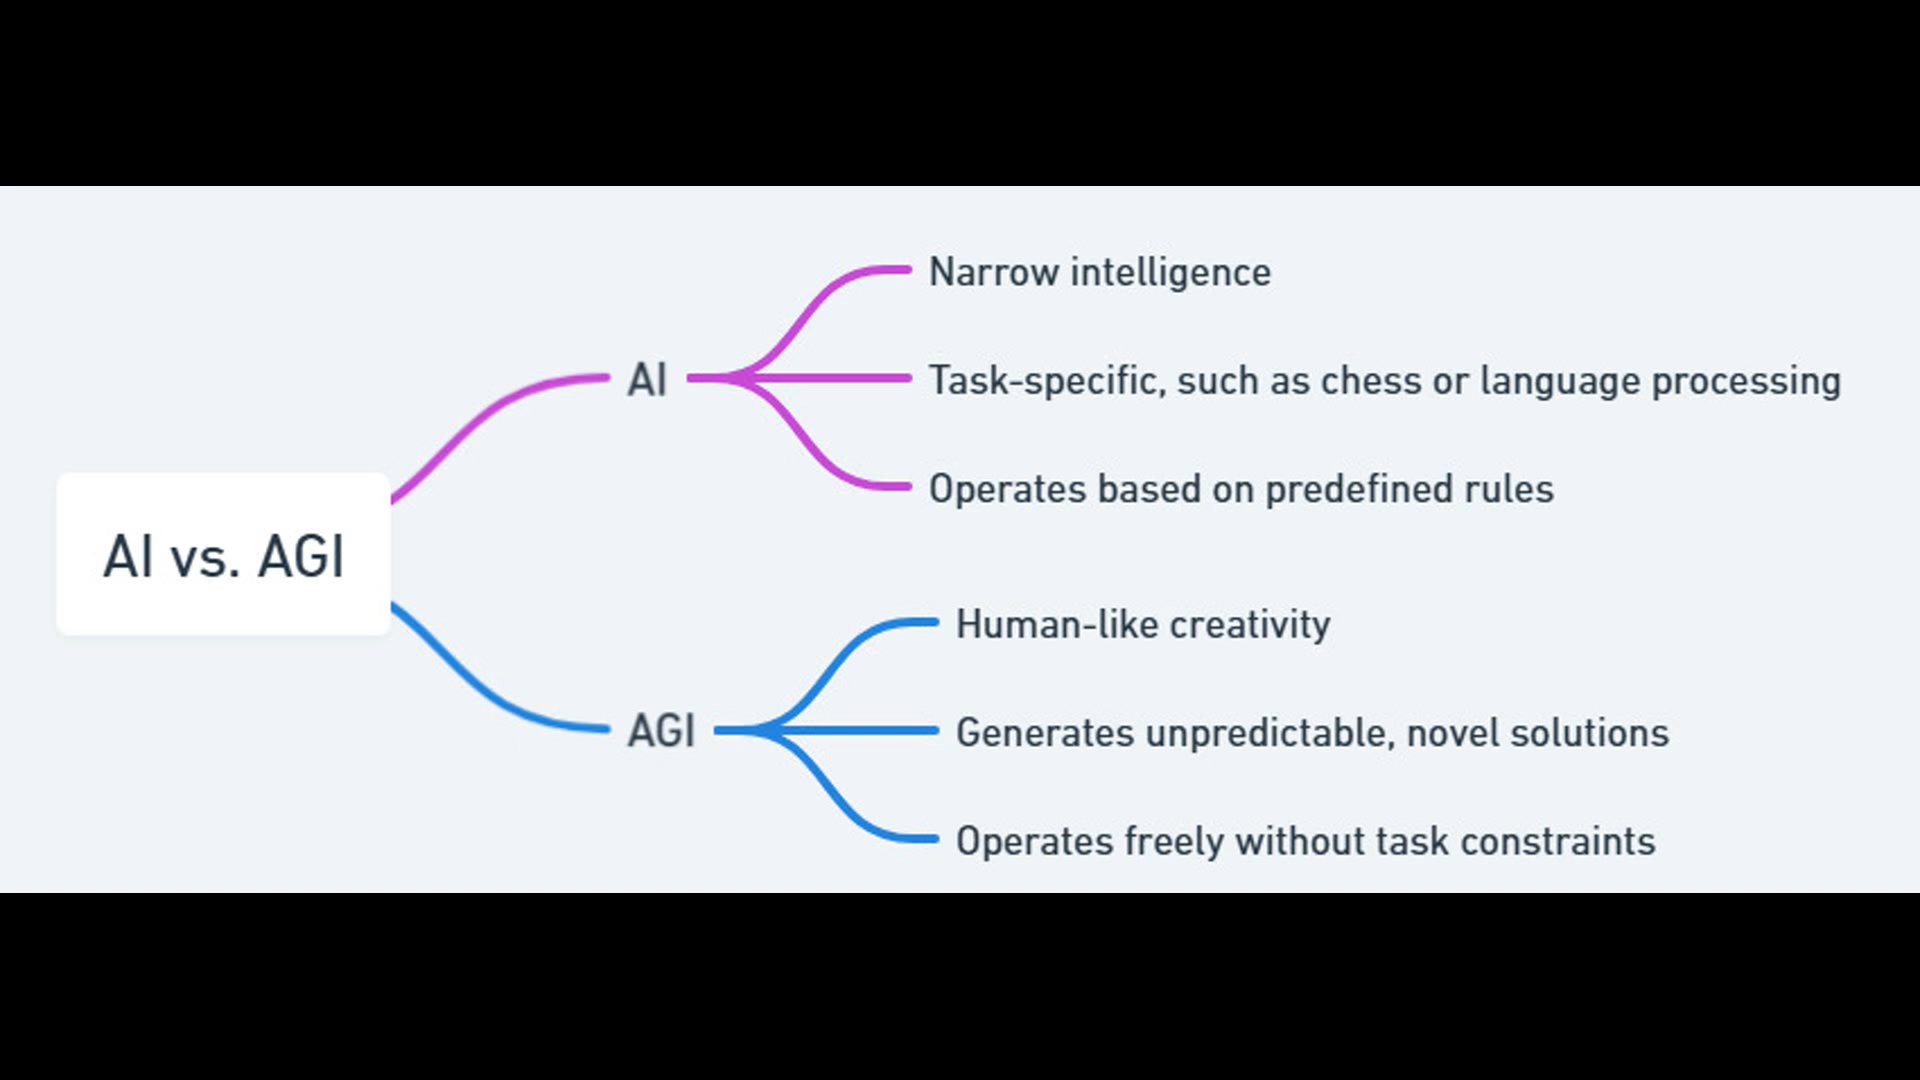 AI vs. AGI
AI
Narrow intelligence
Task-specific, such as chess or language processing
Operates based on predefined rules
AGI
Human-like creativity
Generates unpredictable, novel solutions
Operates freely without task constraints